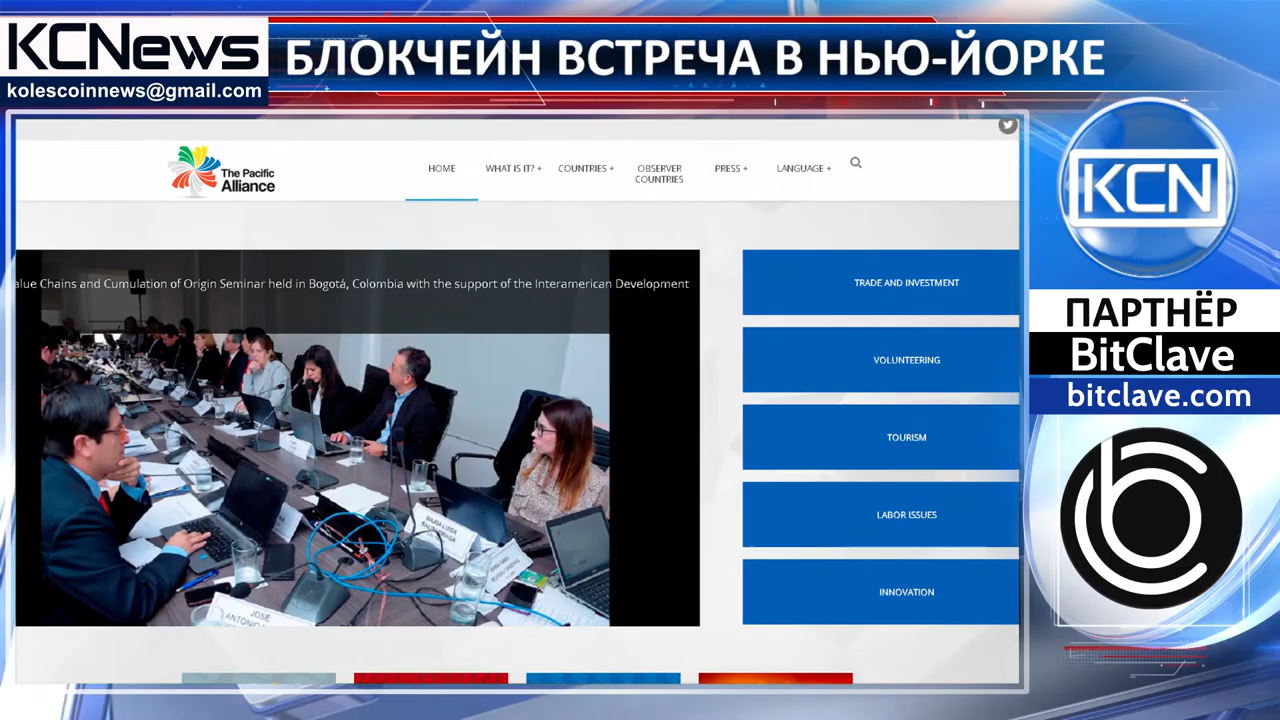 KCNews
kolescoinnews@gmail.com
БЛОКЧЕЙН ВСТРЕЧА В НЬЮ-ЙОРКЕ
The Pacific
Alliance
HOME
WHAT IS IT? +
COUNTRIES +
OBSERVER
COUNTRIES
PRESS +
LANGUAGE +
alue Chains and Cumulation of Origin Seminar held in Bogotá, Colombia with the support of the Interamerican Development
TRADE AND INVESTMENT
VOLUNTEERING
TOURISM
LABOR ISSUES
INNOVATION
JOSE
ANTONIO
KCN
ПАРТНЁР
BitClave
bitclave.com